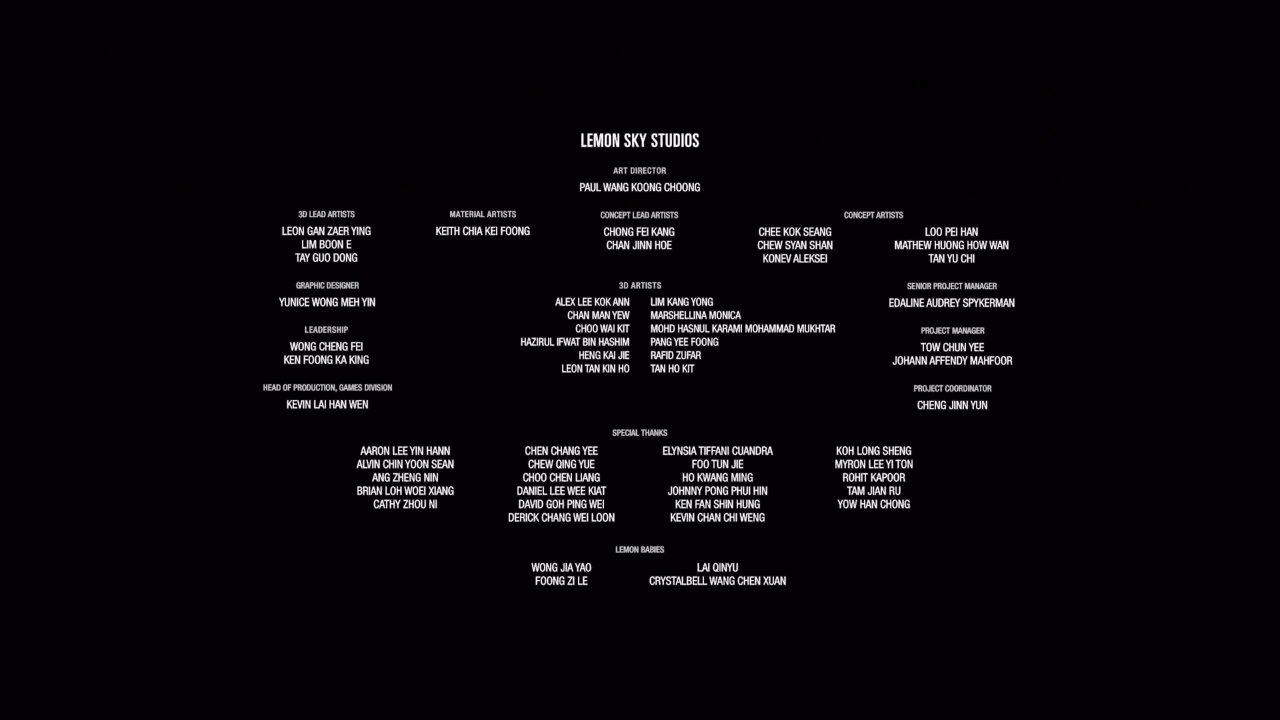 LEMON SKY STUDIOS
ART DIRECTOR
PAUL WANG KOONG CHOONG
3D LEAD ARTISTS
LEON GAN ZAER YING
LIM BOON E
TAY GUO DONG
MATERIAL ARTISTS
KEITH CHIA KEI FOONG
CONCEPT LEAD ARTISTS
CHONG FEI KANG
CHAN JINN HOE
CONCEPT ARTISTS
CHEE KOK SEANG
CHEW SYAN SHAN
KONEV ALEKSEI
LOO PEI HAN
MATHEW HUONG HOW WAN
TAN YU CHI
GRAPHIC DESIGNER
YUNICE WONG MEH YIN
LEADERSHIP
WONG CHENG FEI
KEN FOONG KA KING
HEAD OF PRODUCTION, GAMES DIVISION
KEVIN LAI HAN WEN
3D ARTISTS
ALEX LEE KOK ANN
CHAN MAN YEW
CHOO WAI KIT
HAZIRUL IFWAT BIN HASHIM
HENG KAI JIE
LEON TAN KIN HO
LIM KANG YONG
MARSHELLINA MONICA
MOHD HASNUL KARAMI MOHAMMAD MUKHTAR
PANG YEE FOONG
RAFID ZUFAR
TAN HO KIT
SENIOR PROJECT MANAGER
EDALINE AUDREY SPYKERMAN
PROJECT MANAGER
TOW CHUN YEE
JOHANN AFFENDY MAHFOOR
PROJECT COORDINATOR
CHENG JINN YUN
SPECIAL THANKS
AARON LEE YIN HANN
ALVIN CHIN YOON SEAN
ANG ZHENG NIN
BRIAN LOH WOEI XIANG
CATHY ZHOU NI
CHEN CHANG YEE
CHEW QING YUE
CHOO CHEN LIANG
DANIEL LEE WEE KIAT
DAVID GOH PING WEI
DERICK CHANG WEI LOON
ELYNSIA TIFFANI CUANDRA
FOO TUN JIE
HO KWANG MING
JOHNNY PONG PHUI HIN
KEN FAN SHIN HUNG
KEVIN CHAN CHI WENG
KOH LONG SHENG
MYRON LEE YI TON
ROHIT KAPOOR
TAM JIAN RU
YOW HAN CHONG
LEMON BABIES
WONG JIA YAO
FOONG ZI LE
LAI QINYU
CRYSTALBELL WANG CHEN XUAN